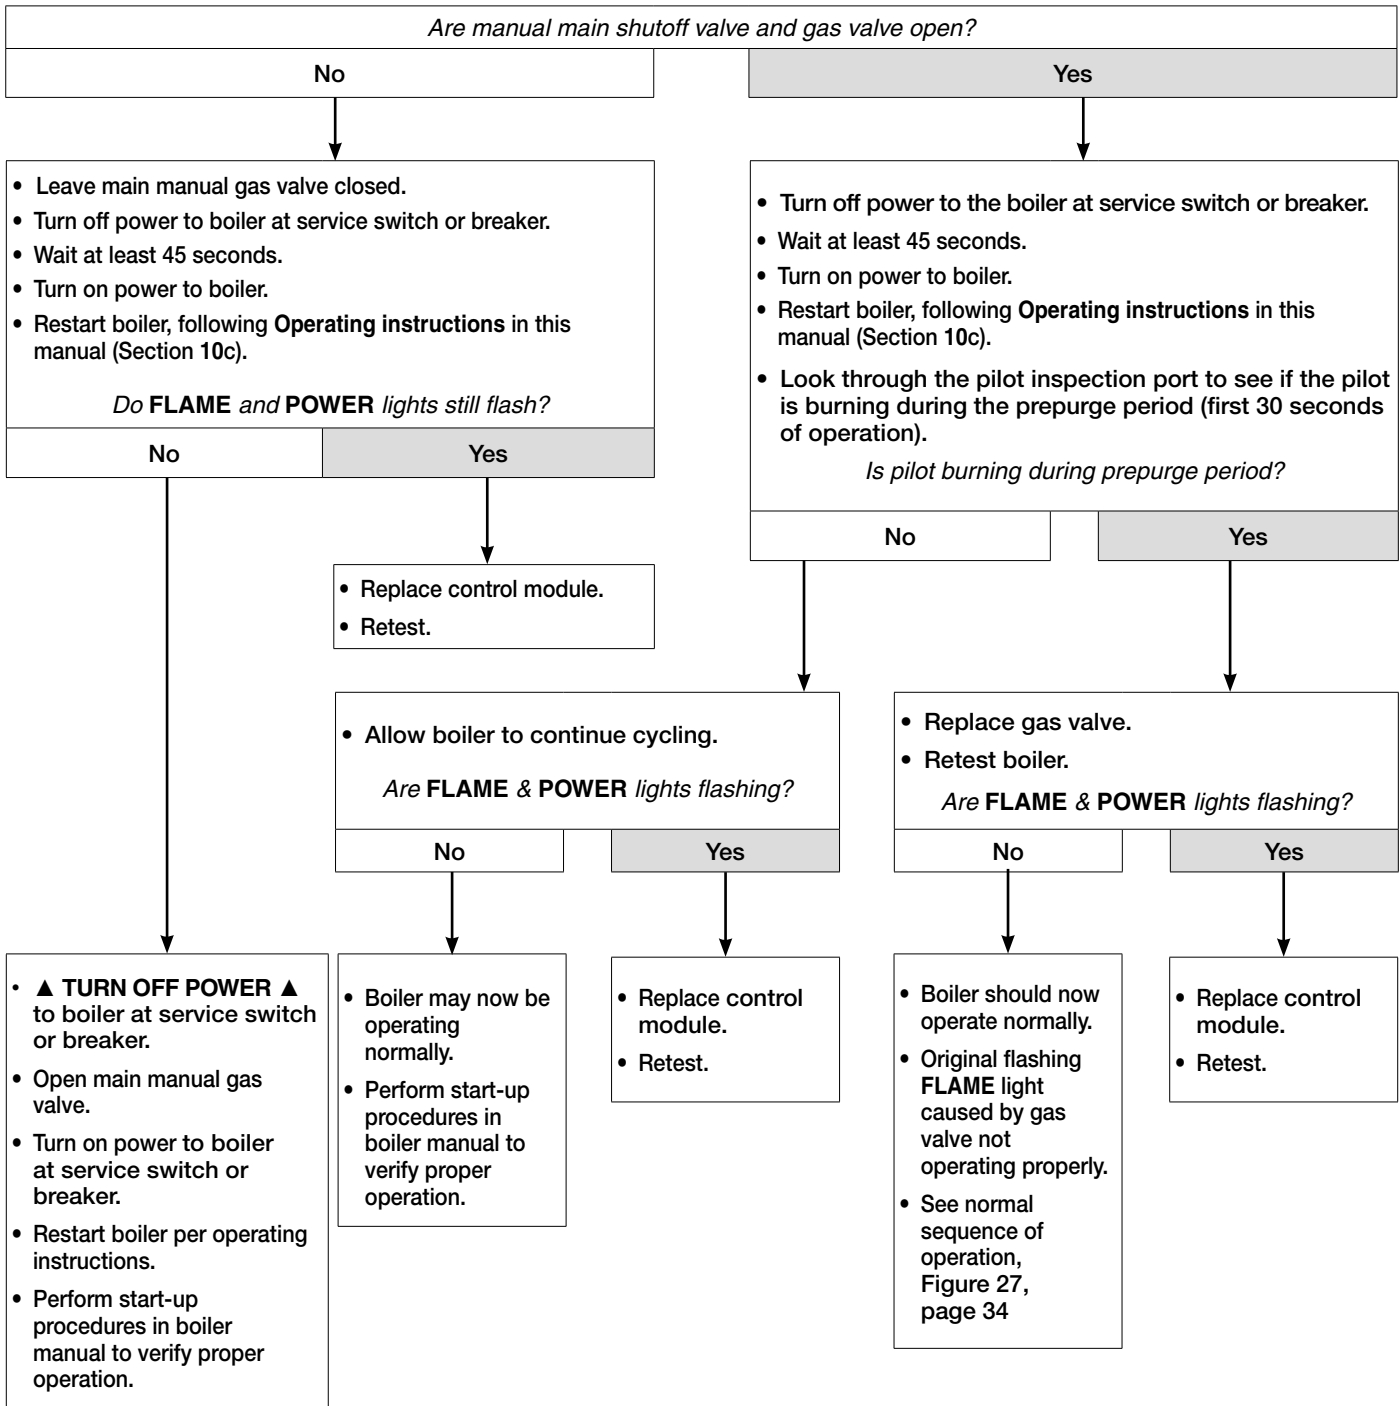 Are manual main shutoff valve and gas valve open?
No
Yes
• Leave main manual gas valve closed.
• Turn off power to boiler at service switch or breaker.
• Wait at least 45 seconds.
• Turn on power to boiler.
• Restart boiler, following Operating instructions in this
manual (Section 10c).
Do FLAME and POWER lights still flash?
No
Yes
• Turn off power to the boiler at service switch or breaker.
• Wait at least 45 seconds.
• Turn on power to boiler.
• Restart boiler, following Operating instructions in this
manual (Section 10c).
• Look through the pilot inspection port to see if the pilot
is burning during the prepurge period (first 30 seconds
of operation).
Is pilot burning during prepurge period?
No
Yes
• Replace control module.
• Retest.
• Allow boiler to continue cycling.
Are FLAME & POWER lights flashing?
No
Yes
• Replace gas valve.
• Retest boiler.
Are FLAME & POWER lights flashing?
No
Yes
• ▲ TURN OFF POWER ▲
to boiler at service switch
or breaker.
• Open main manual gas
valve.
• Turn on power to boiler
at service switch or
breaker.
• Restart boiler per operating
instructions.
• Perform start-up
procedures in boiler
manual to verify proper
operation.
• Boiler may now be
operating
normally.
• Perform start-up
procedures in
boiler manual to
verify proper
operation.
• Replace control
module.
• Retest.
• Boiler should now
operate normally.
• Original flashing
FLAME light
caused by gas
valve not
operating properly.
• See normal
sequence of
operation,
Figure 27,
page 34
• Replace control
module.
• Retest.